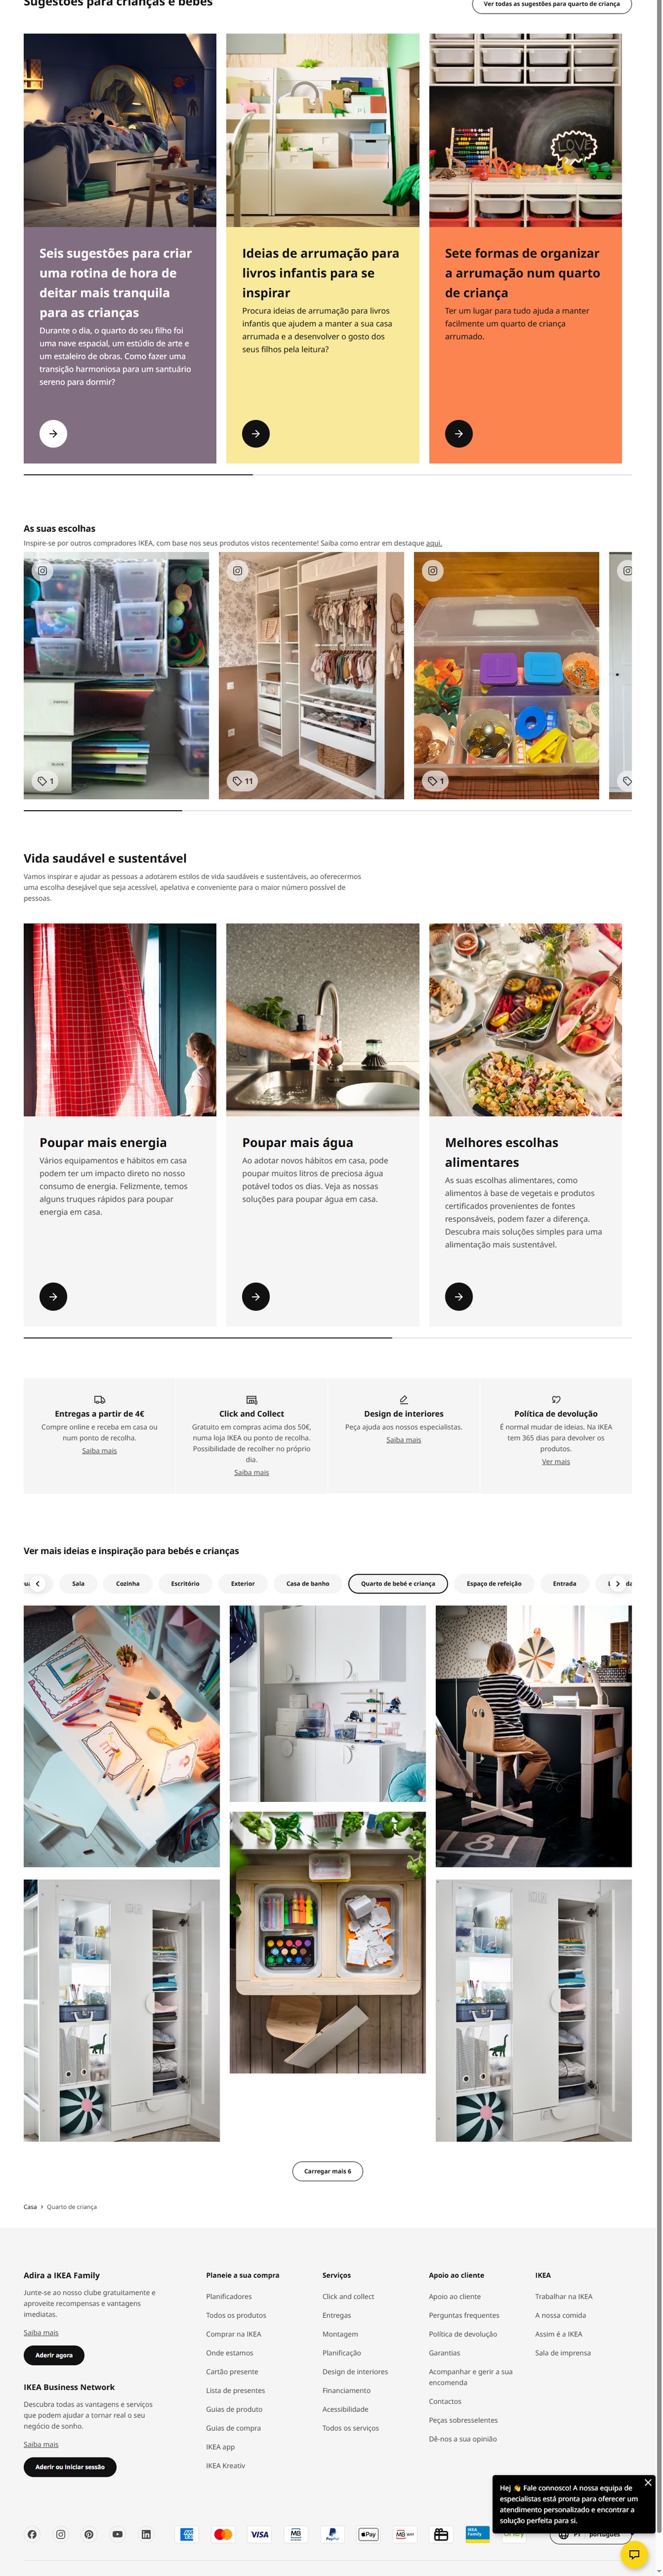 Sugestões para crianças e bebés
Ver todas as sugestões para quarto de criança
LOVE
Seis sugestões para criar
uma rotina de hora de
deitar mais tranquila
para as crianças
Durante o dia, o quarto do seu filho foi
uma nave espacial, um estúdio de arte e
um estaleiro de obras. Como fazer uma
transição harmoniosa para um santuário
sereno para dormir?
Ideias de arrumação para
livros infantis para se
inspirar
Procura ideias de arrumação para livros
infantis que ajudem a manter a sua casa
arrumada e a desenvolver o gosto dos
seus filhos pela leitura?
Sete formas de organizar
a arrumação num quarto
de criança
Ter um lugar para tudo ajuda a manter
facilmente um quarto de criança
arrumado.
As suas escolhas
Inspire-se por outros compradores IKEA, com base nos seus produtos vistos recentemente! Saiba como entrar em destaque aqui.
1
11
1
Vida saudável e sustentável
Vamos inspirar e ajudar as pessoas a adotarem estilos de vida saudáveis e sustentáveis, ao oferecermos
uma escolha desejável que seja acessível, apelativa e conveniente para o maior número possível de
pessoas.
Poupar mais energia
Vários equipamentos e hábitos em casa
podem ter um impacto direto no nosso
consumo de energia. Felizmente, temos
alguns truques rápidos para poupar
energia em casa.
Poupar mais água
Ao adotar novos hábitos em casa, pode
poupar muitos litros de preciosa água
potável todos os dias. Veja as nossas
soluções para poupar água em casa.
Melhores escolhas
alimentares
As suas escolhas alimentares, como
alimentos à base de vegetais e produtos
certificados provenientes de fontes
responsáveis, podem fazer a diferença.
Descubra mais soluções simples para uma
alimentação mais sustentável.
Entregas a partir de 4€
Compre online e receba em casa ou
num ponto de recolha.
Saiba mais
Click and Collect
Gratuito em compras acima dos 50€,
numa loja IKEA ou ponto de recolha.
Possibilidade de recolher no próprio
dia.
Saiba mais
Design de interiores
Peça ajuda aos nossos especialistas.
Saiba mais
Política de devolução
É normal mudar de ideias. Na IKEA
tem 365 dias para devolver os
produtos.
Ver mais
Ver mais ideias e inspiração para bebés e crianças
Sala
Cozinha
Escritório
Exterior
Casa de banho
Quarto de bebé e criança
Espaço de refeição
Entrada
8
Carregar mais 6
Casa
Quarto de criança
Adira a IKEA Family
Junte-se ao nosso clube gratuitamente e
aproveite recompensas e vantagens
imediatas.
Saiba mais
Aderir agora
IKEA Business Network
Descubra todas as vantagens e serviços
que podem ajudar a tornar real o seu
negócio de sonho.
Saiba mais
Aderir ou Iniciar sessão
Planeie a sua compra
Planificadores
Todos os produtos
Comprar na IKEA
Onde estamos
Cartão presente
Lista de presentes
Guias de produto
Guias de compra
IKEA app
IKEA Kreativ
Serviços
Click and collect
Entregas
Montagem
Planificação
Design de interiores
Financiamento
Acessibilidade
Todos os serviços
Apoio ao cliente
Apoio ao cliente
Perguntas frequentes
Política de devolução
Garantias
Acompanhar e gerir a sua
encomenda
Contactos
Peças sobresselentes
Dê-nos a sua opinião
IKEA
Trabalhar na IKEA
A nossa comida
Assim é a IKEA
Sala de imprensa
Hej 👋 Fale connosco! A nossa equipa de
especialistas está pronta para oferecer um
atendimento personalizado e encontrar a
solução perfeita para si.
VISA
MB
PayPal
Pay
MB WAY
IKEA Family
PT
português